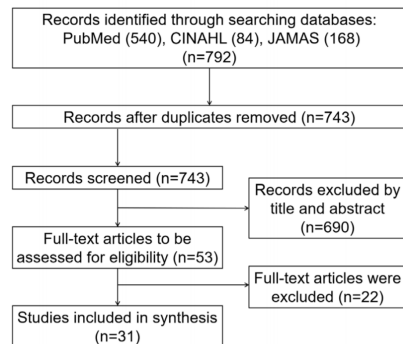 Records identified through searching databases:
PubMed (540), CINAHL (84), JAMAS (168)
(n=792)
Records after duplicates removed (n=743)
Records screened (n=743)
Records excluded by
title and abstract
(n=690)
Full-text articles to be
assessed for eligibility (n=53)
Full-text articles were
excluded (n=22)
Studies included in synthesis
(n=31)